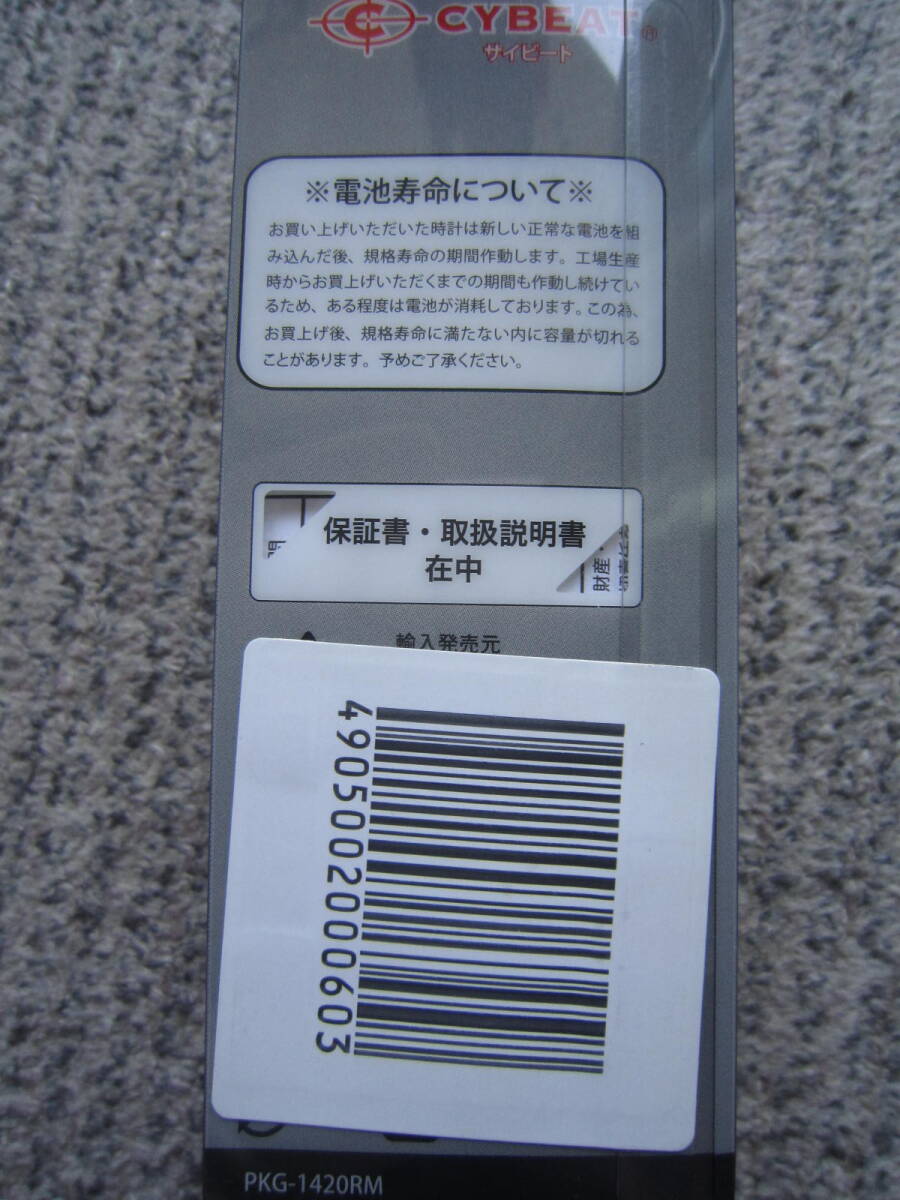 CYBEAT®
サイビート
※電池寿命について※
お買い上げいただいた時計は新しい正常な電池を組
み込んだ後、規格寿命の期間作動します。工場生産
時からお買上げいただくまでの期間も作動し続けてい
るため、ある程度は電池が消耗しております。この為、
お買上げ後、規格寿命に満たない内に容量が切れる
ことがあります。予めご了承ください。
保証書・取扱説明書
在中
財産・
輸入発売元
4905002000603
PKG-1420RM